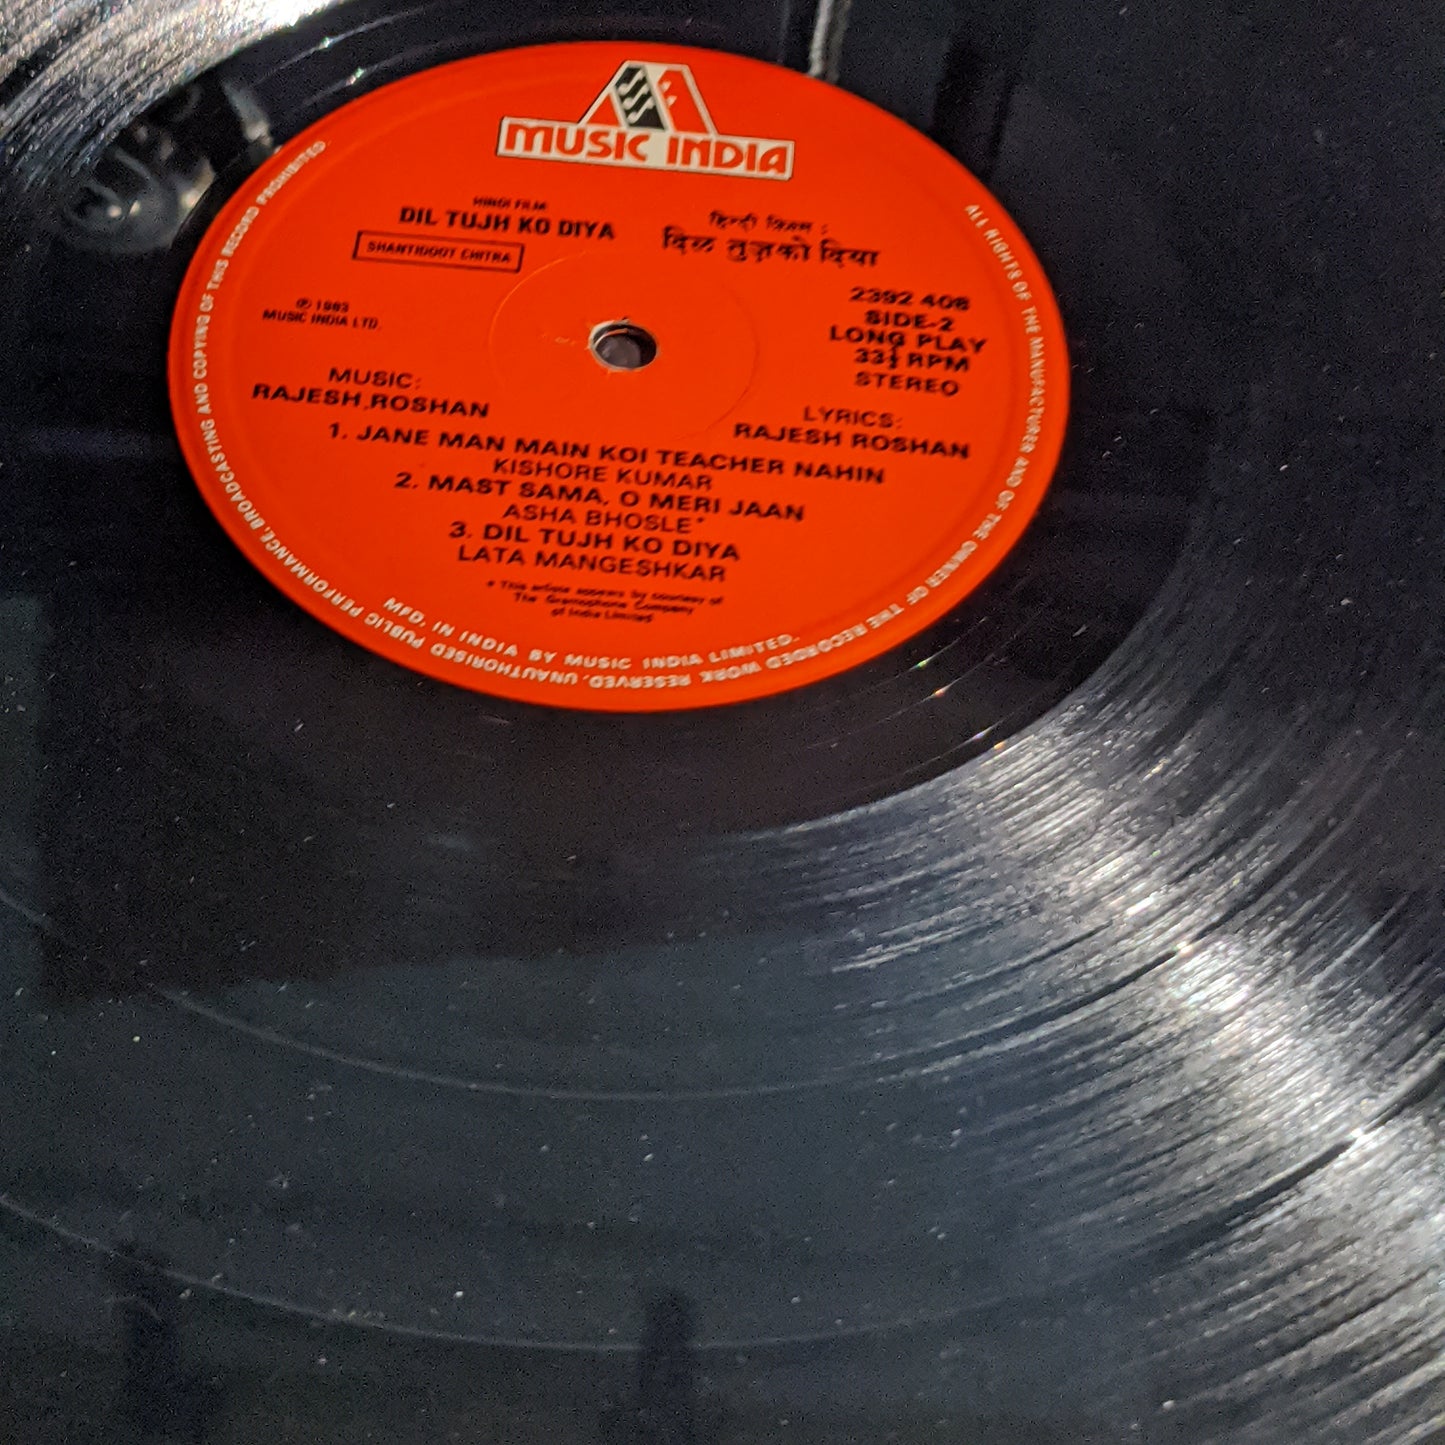 MUSIC INDIA
HINDI FILM
DIL TUJH KO DIYA
SHANTIDOOT CHITRA
हिन्दी फ़िल्म :
दिल तुज़को दिया
℗ 1983
MUSIC INDIA LTD.
2392 408
SIDE-2
LONG PLAY
33⅓ RPM
STEREO
MUSIC:
RAJESH ROSHAN
LYRICS:
RAJESH ROSHAN
1. JANE MAN MAIN KOI TEACHER NAHIN
KISHORE KUMAR
2. MAST SAMA, O MERI JAAN
ASHA BHOSLE*
3. DIL TUJH KO DIYA
LATA MANGESHKAR
* This artiste appears by courtesy of
The Gramophone Company
of India Limited
ALL RIGHTS OF THE MANUFACTURER AND OF THE OWNER OF THE RECORDED WORK RESERVED. UNAUTHORISED PUBLIC PERFORMANCE, BROADCASTING AND COPYING OF THIS RECORD PROHIBITED.
MFD. IN INDIA BY MUSIC INDIA LIMITED.